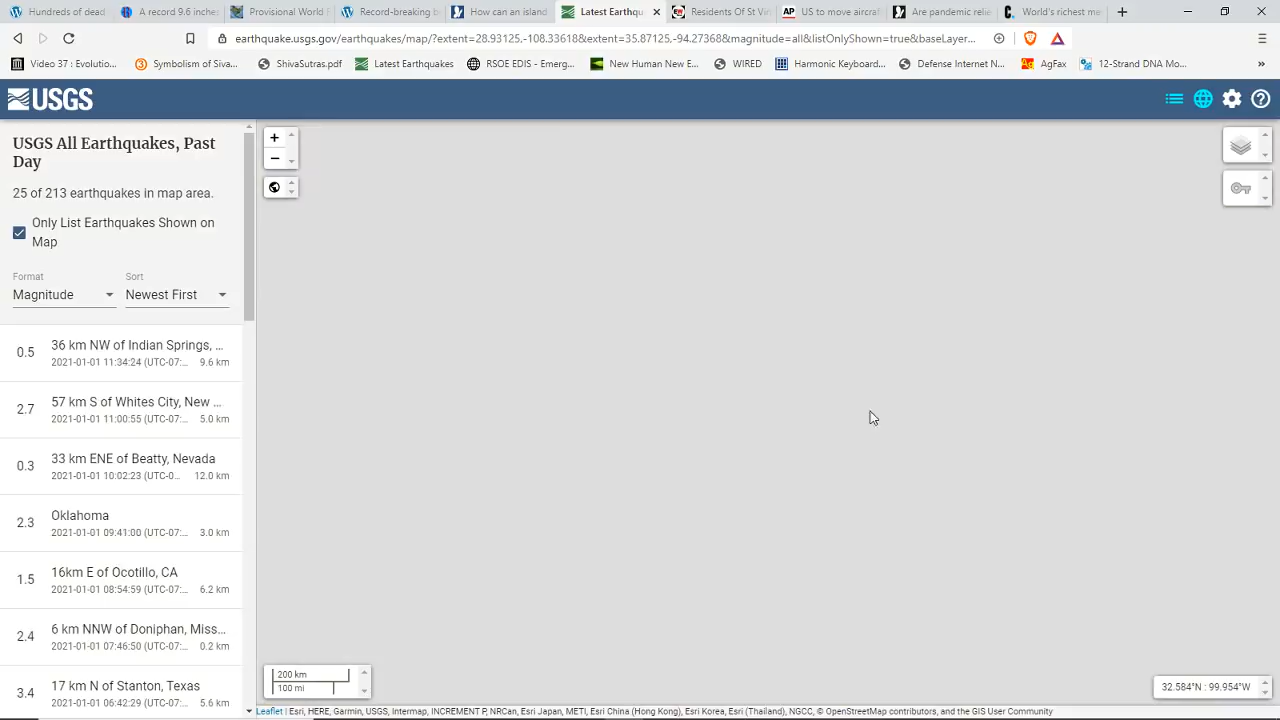 Hundreds of dead
A record 9.6 inches
Provisional World
Record-breaking b
How can an island
Latest Earthqu
Residents Of St Vi
US to move aircraf
Are pandemic relie
World's richest me
earthquake.usgs.gov/earthquakes/map/?extent=28.93125,-108.33618&extent=35.87125,-94.27368&magnitude=all&listOnlyShown=true&baseLayer...
Video 37 : Evolutio...
Symbolism of Siva...
ShivaSutras.pdf
Latest Earthquakes
RSOE EDIS - Emerg...
New Human New E...
WIRED
Harmonic Keyboard...
Defense Internet N...
AgFax
12-Strand DNA Mo...
USGS
USGS All Earthquakes, Past
Day
25 of 213 earthquakes in map area.
Only List Earthquakes Shown on
Map
Format
Sort
Magnitude
Newest First
0.5
36 km NW of Indian Springs, ...
2021-01-01 11:34:24 (UTC-07:... 9.6 km
2.7
57 km S of Whites City, New ...
2021-01-01 11:00:55 (UTC-07:... 5.0 km
0.3
33 km ENE of Beatty, Nevada
2021-01-01 10:02:23 (UTC-0... 12.0 km
2.3
Oklahoma
2021-01-01 09:41:00 (UTC-07:... 3.0 km
1.5
16km E of Ocotillo, CA
2021-01-01 08:54:59 (UTC-07:... 6.2 km
2.4
6 km NNW of Doniphan, Miss...
2021-01-01 07:46:50 (UTC-07:... 0.2 km
3.4
17 km N of Stanton, Texas
2021-01-01 06:42:29 (UTC-07:... 5.6 km
+
−
200 km
100 mi
32.584°N : 99.954°W
Leaflet | Esri, HERE, Garmin, USGS, Intermap, INCREMENT P, NRCan, Esri Japan, METI, Esri China (Hong Kong), Esri Korea, Esri (Thailand), NGCC, © OpenStreetMap contributors, and the GIS User Community